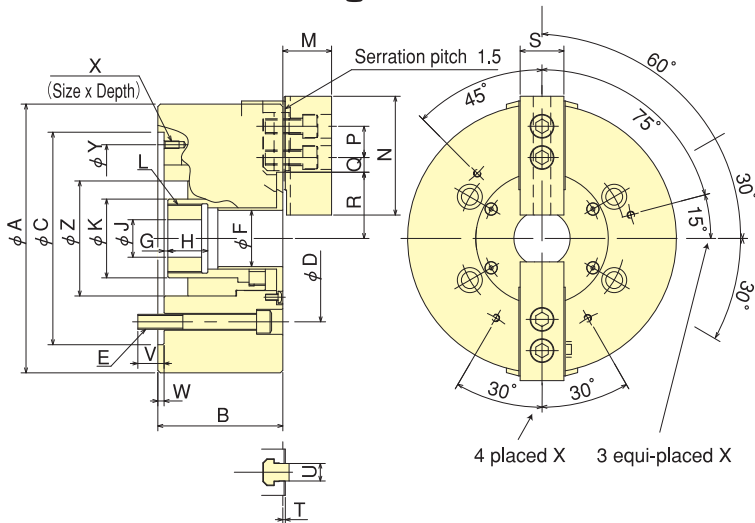 X
(Size x Depth)
Serration pitch 1.5
M
S
60°
45°
75°
30°
15°
30°
30°
30°
φA
φC
φZ
φY
L
φK
φJ
G
H
φF
φD
P
Q
R
N
E
V
W
B
U
T
4 placed X
3 equi-placed X